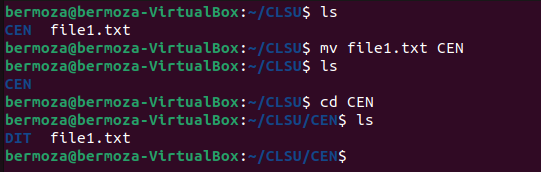 bermoza@bermoza-VirtualBox:~/CLSU$ ls
CEN  file1.txt
bermoza@bermoza-VirtualBox:~/CLSU$ mv file1.txt CEN
bermoza@bermoza-VirtualBox:~/CLSU$ ls
CEN
bermoza@bermoza-VirtualBox:~/CLSU$ cd CEN
bermoza@bermoza-VirtualBox:~/CLSU/CEN$ ls
DIT  file1.txt
bermoza@bermoza-VirtualBox:~/CLSU/CEN$